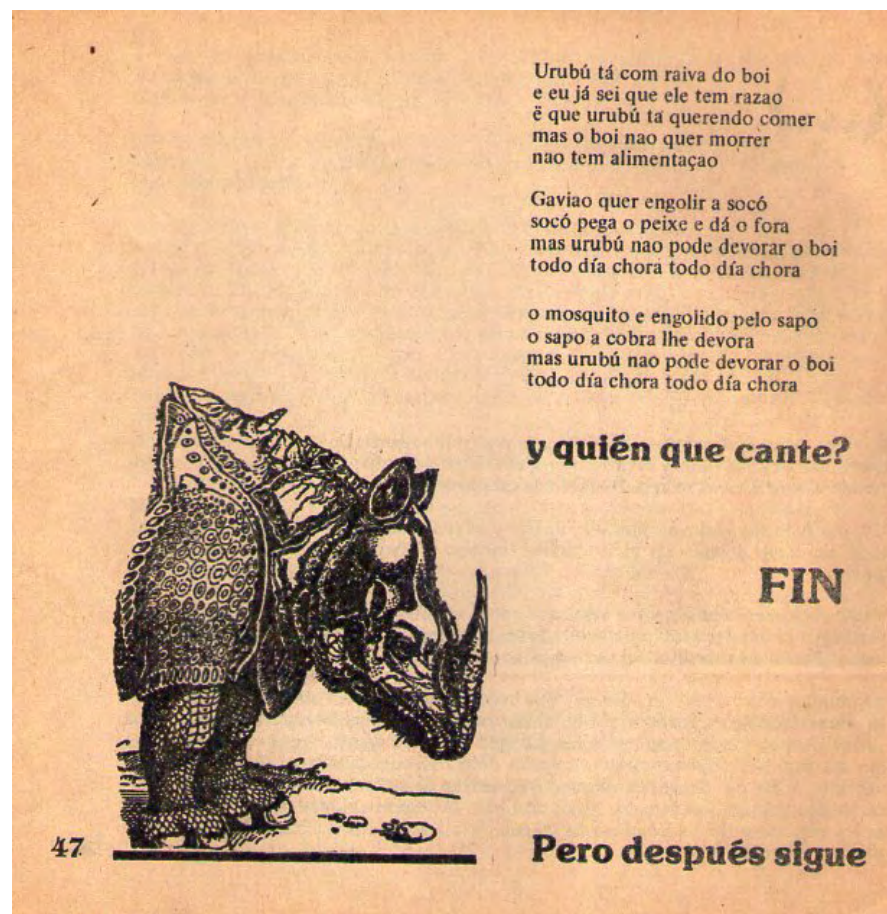 Urubú tá com raiva do boi
e eu já sei que ele tem razao
ë que urubú ta querendo comer
mas o boi nao quer morrer
nao tem alimentaçao
Gaviao quer engolir a socó
socó pega o peixe e dá o fora
mas urubú nao pode devorar o boi
todo día chora todo día chora
o mosquito e engolido pelo sapo
o sapo a cobra lhe devora
mas urubú nao pode devorar o boi
todo día chora todo día chora
y quién que cante?
FIN
47
Pero después sigue